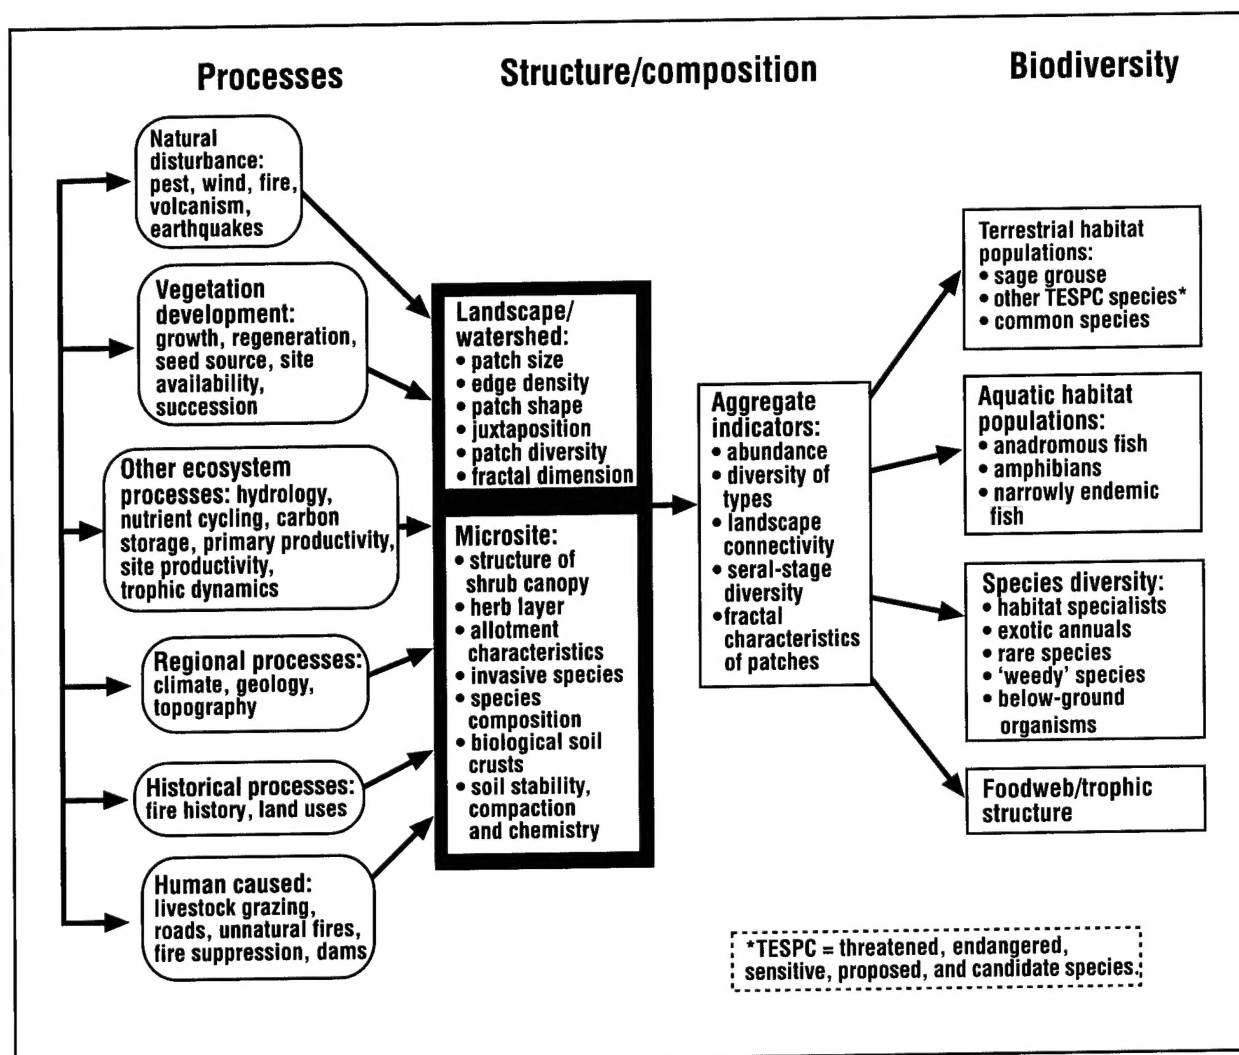 Processes
Structure/composition
Biodiversity
Natural
disturbance:
pest, wind, fire,
volcanism,
earthquakes
Vegetation
development:
growth, regeneration,
seed source, site
availability,
succession
Other ecosystem
processes: hydrology,
nutrient cycling, carbon
storage, primary productivity,
site productivity,
trophic dynamics
Regional processes:
climate, geology,
topography
Historical processes:
fire history, land uses
Human caused:
livestock grazing,
roads, unnatural fires,
fire suppression, dams
Landscape/
watershed:
• patch size
• edge density
• patch shape
• juxtaposition
• patch diversity
• fractal dimension
Microsite:
• structure of
shrub canopy
• herb layer
• allotment
characteristics
• invasive species
• species
composition
• biological soil
crusts
• soil stability,
compaction
and chemistry
Aggregate
indicators:
• abundance
• diversity of
types
• landscape
connectivity
• seral-stage
diversity
• fractal
characteristics
of patches
Terrestrial habitat
populations:
• sage grouse
• other TESPC species*
• common species
Aquatic habitat
populations:
• anadromous fish
• amphibians
• narrowly endemic
fish
Species diversity:
• habitat specialists
• exotic annuals
• rare species
• ‘weedy’ species
• below-ground
organisms
Foodweb/trophic
structure
*TESPC = threatened, endangered,
sensitive, proposed, and candidate species.